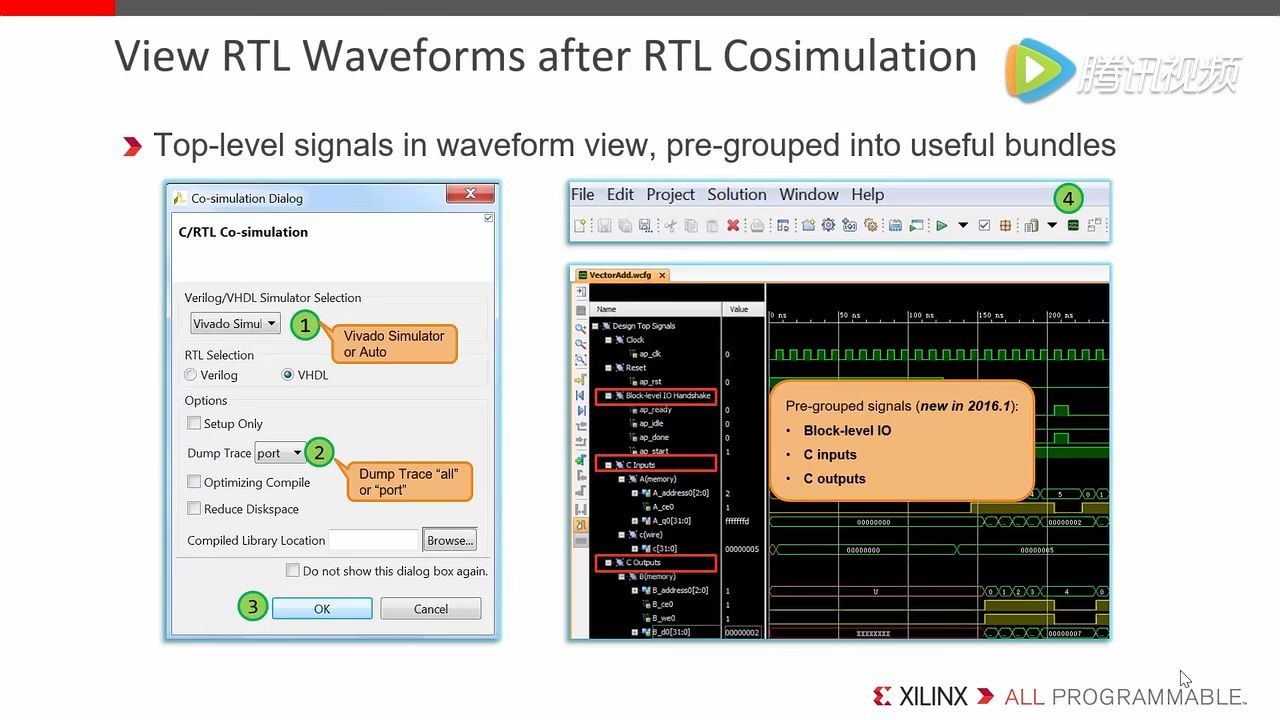 View RTL Waveforms after RTL Cosimulation
腾讯视频
Top-level signals in waveform view, pre-grouped into useful bundles
Co-simulation Dialog
C/RTL Co-simulation
Verilog/VHDL Simulator Selection
Vivado Simul
1
Vivado Simulator
or Auto
RTL Selection
Verilog
VHDL
Options
Setup Only
Dump Trace
port
2
Dump Trace “all”
or “port”
Optimizing Compile
Reduce Diskspace
Compiled Library Location
Browse...
Do not show this dialog box again.
3
OK
Cancel
File Edit Project Solution Window Help
4
VectorAdd.wcfg
Name Value
0 ns 50 ns 100 ns 150 ns 200 ns
Design Top Signals
Clock
ap_clk 0
Reset
ap_rst 0
Block-level IO Handshake
ap_ready 0
ap_idle 0
ap_done 0
ap_start 1
C Inputs
A(memory)
A_address0[2:0] 2 4 5 0 1
A_ce0 1
A_q0[31:0] fffffffd 00000000 00000002
c(wire)
c[31:0] 00000005 00000000 00000005
C Outputs
B(memory)
B_address0[2:0] 1 U 0 1 2 3 4 0
B_ce0 1
B_we0 1
B_d0[31:0] 00000002 XXXXXXXX 00000007
Pre-grouped signals (new in 2016.1):
• Block-level IO
• C inputs
• C outputs
XILINX ALL PROGRAMMABLE™